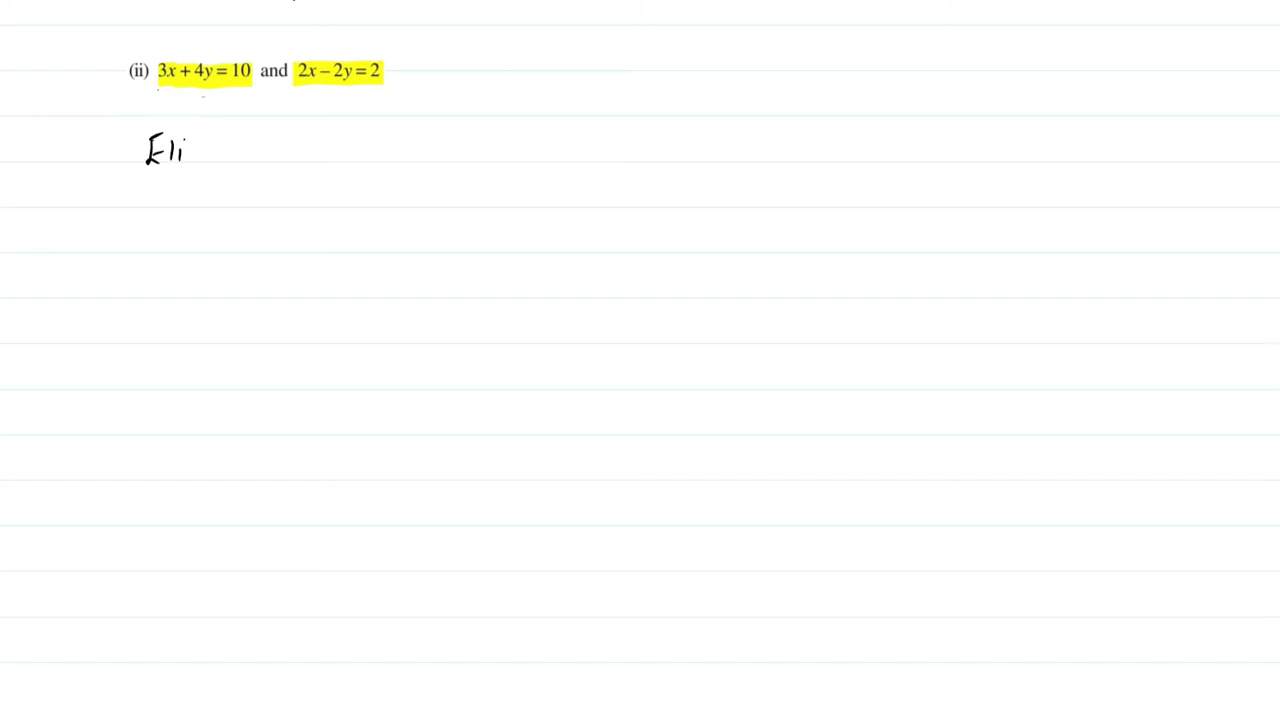 (ii) 3x + 4y = 10 and 2x − 2y = 2
Eli